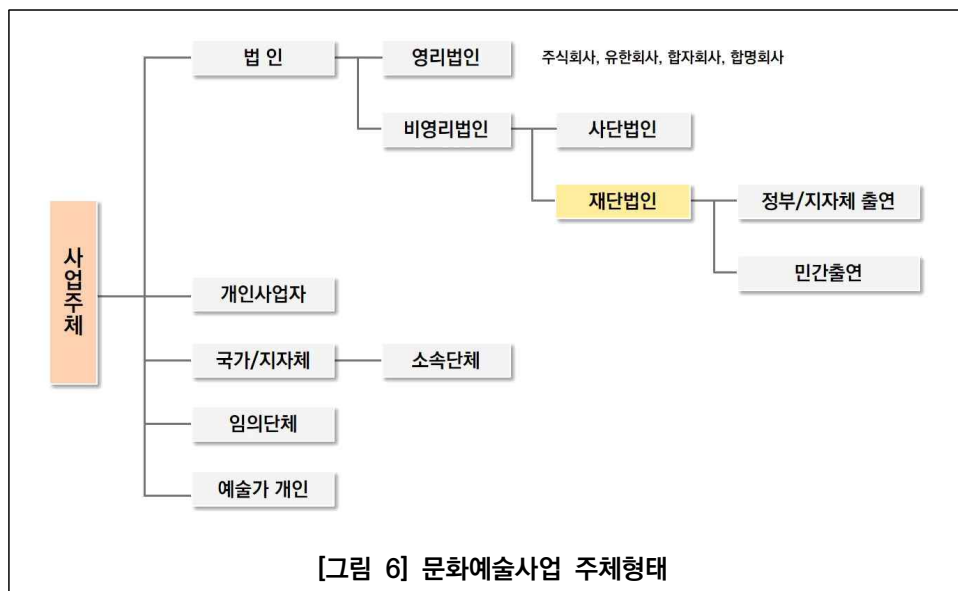 법 인
영리법인
주식회사, 유한회사, 합자회사, 합명회사
비영리법인
사단법인
재단법인
정부/지자체 출연
민간출연
사업주체
개인사업자
국가/지자체
소속단체
임의단체
예술가 개인
[그림 6] 문화예술사업 주체형태